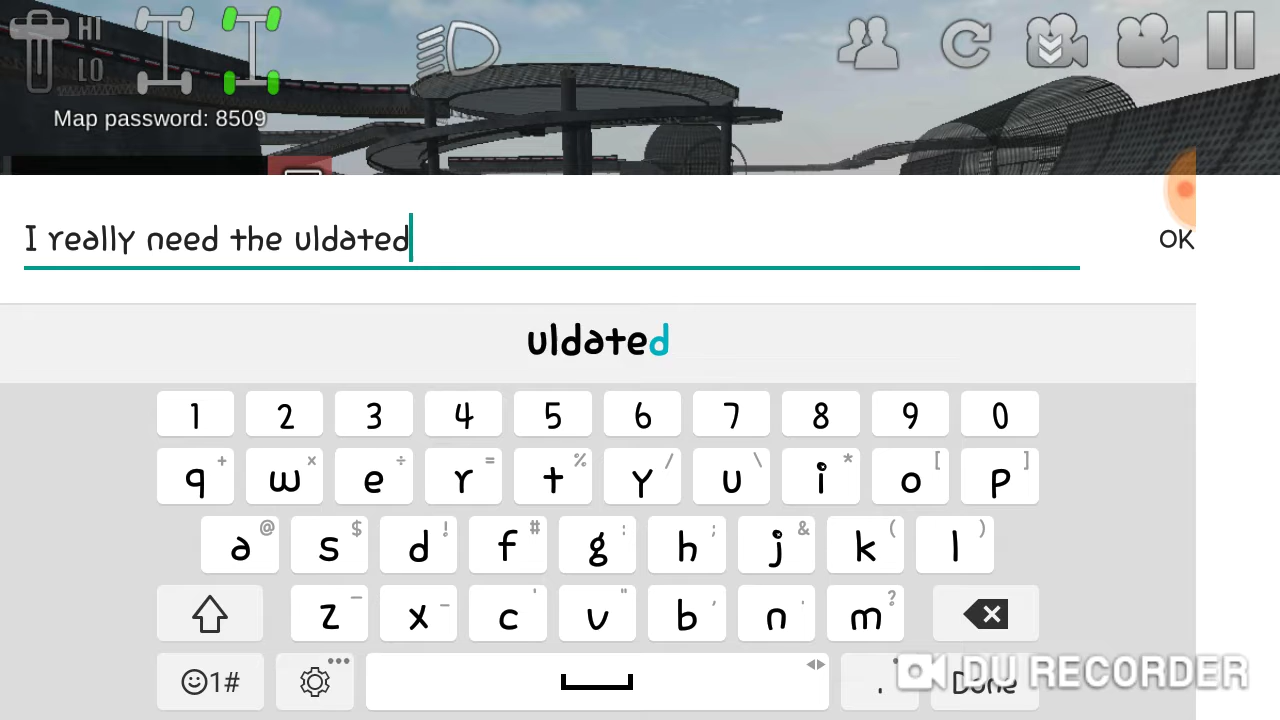 HI
LO
Map password: 8509
I really need the uldated
OK
uldated
1 2 3 4 5 6 7 8 9 0
q + w × e ÷ r = t % y / u \ i * o [ p ]
a @ s $ d ! f # g : h ; j & k ( l )
z – x - c ' v " b , n . m ?
1# ... . Done
DU RECORDER